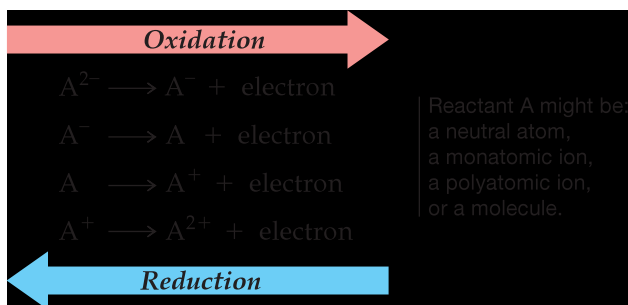 Oxidation
A²⁻ ⟶ A⁻ + electron
A⁻ ⟶ A + electron
A ⟶ A⁺ + electron
A⁺ ⟶ A²⁺ + electron
Reduction
Reactant A might be:
a neutral atom,
a monatomic ion,
a polyatomic ion,
or a molecule.